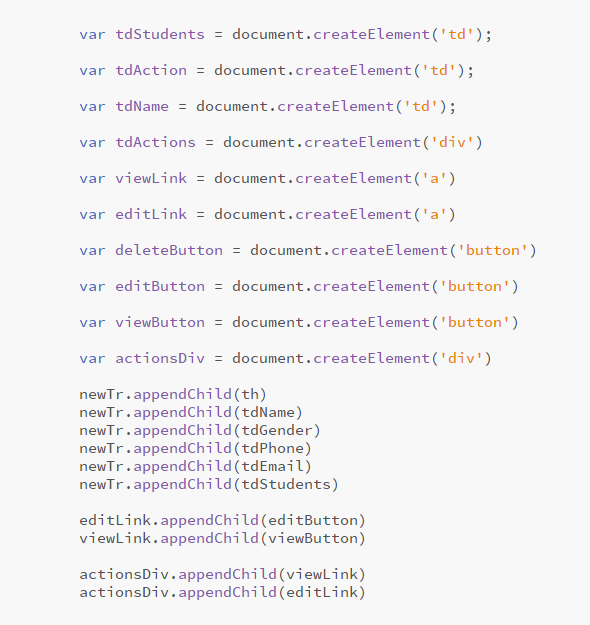 var tdStudents = document.createElement('td');
var tdAction = document.createElement('td');
var tdName = document.createElement('td');
var tdActions = document.createElement('div')
var viewLink = document.createElement('a')
var editLink = document.createElement('a')
var deleteButton = document.createElement('button')
var editButton = document.createElement('button')
var viewButton = document.createElement('button')
var actionsDiv = document.createElement('div')
newTr.appendChild(th)
newTr.appendChild(tdName)
newTr.appendChild(tdGender)
newTr.appendChild(tdPhone)
newTr.appendChild(tdEmail)
newTr.appendChild(tdStudents)
editLink.appendChild(editButton)
viewLink.appendChild(viewButton)
actionsDiv.appendChild(viewLink)
actionsDiv.appendChild(editLink)